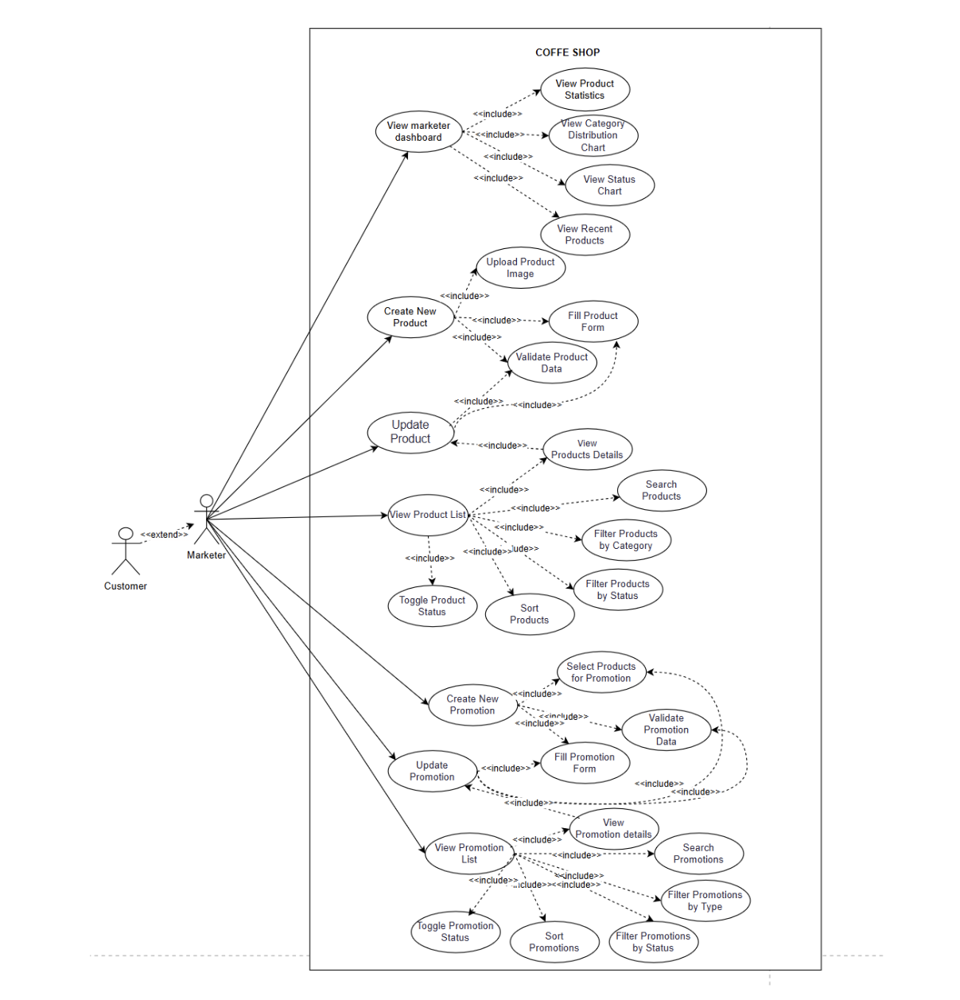 COFFE SHOP
View Product
Statistics
<<include>>
View marketer
dashboard
View Category
Distribution
Chart
<<include>>
<<include>>
View Status
Chart
<<include>>
View Recent
Products
Upload Product
Image
<<include>>
Create New
Product
Fill Product
Form
<<include>>
<<include>>
Validate Product
Data
<<include>>
<<include>>
Update
Product
<<include>>
View
Products Details
<<include>>
Search
Products
<<include>>
View Product List
<<include>>
Filter Products
by Category
<<extend>>
Marketer
Customer
<<include>>
<<include>>
Filter Products
by Status
Toggle Product
Status
Sort
Products
Select Products
for Promotion
<<include>>
Create New
Promotion
<<include>>
<<include>>
Validate
Promotion
Data
Fill Promotion
Form
Update
Promotion
<<include>>
<<include>>
<<include>>
<<include>>
View
Promotion details
<<include>>
View Promotion
List
<<include>>
Search
Promotions
<<include>>
<<include>>
<<include>>
Filter Promotions
by Type
Toggle Promotion
Status
Sort
Promotions
Filter Promotions
by Status